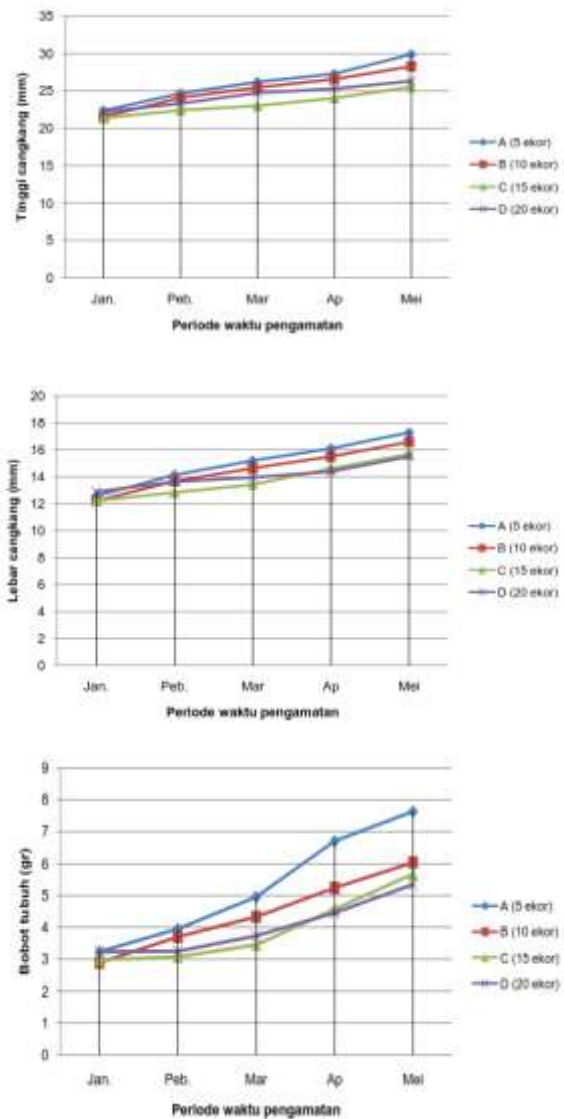 35
30
25
20
15
10
5
0
Tinggi cangkang (mm)
Jan. Peb. Mar Ap Mei
Periode waktu pengamatan
A (5 ekor)
B (10 ekor)
C (15 ekor)
D (20 ekor)
20
18
16
14
12
10
8
6
4
2
0
Lebar cangkang (mm)
Jan. Peb. Mar Ap Mei
Periode waktu pengamatan
A (5 ekor)
B (10 ekor)
C (15 ekor)
D (20 ekor)
9
8
7
6
5
4
3
2
1
0
Bobot tubuh (gr)
Jan. Peb. Mar Ap Mei
Periode waktu pengamatan
A (5 ekor)
B (10 ekor)
C (15 ekor)
D (20 ekor)